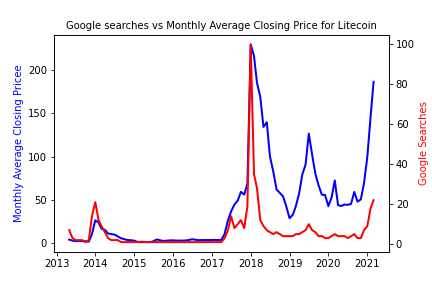 Google searches vs Monthly Average Closing Price for Litecoin
Monthly Average Closing Pricee
200
150
100
50
0
100
80
60
40
20
0
Google Searches
2013 2014 2015 2016 2017 2018 2019 2020 2021